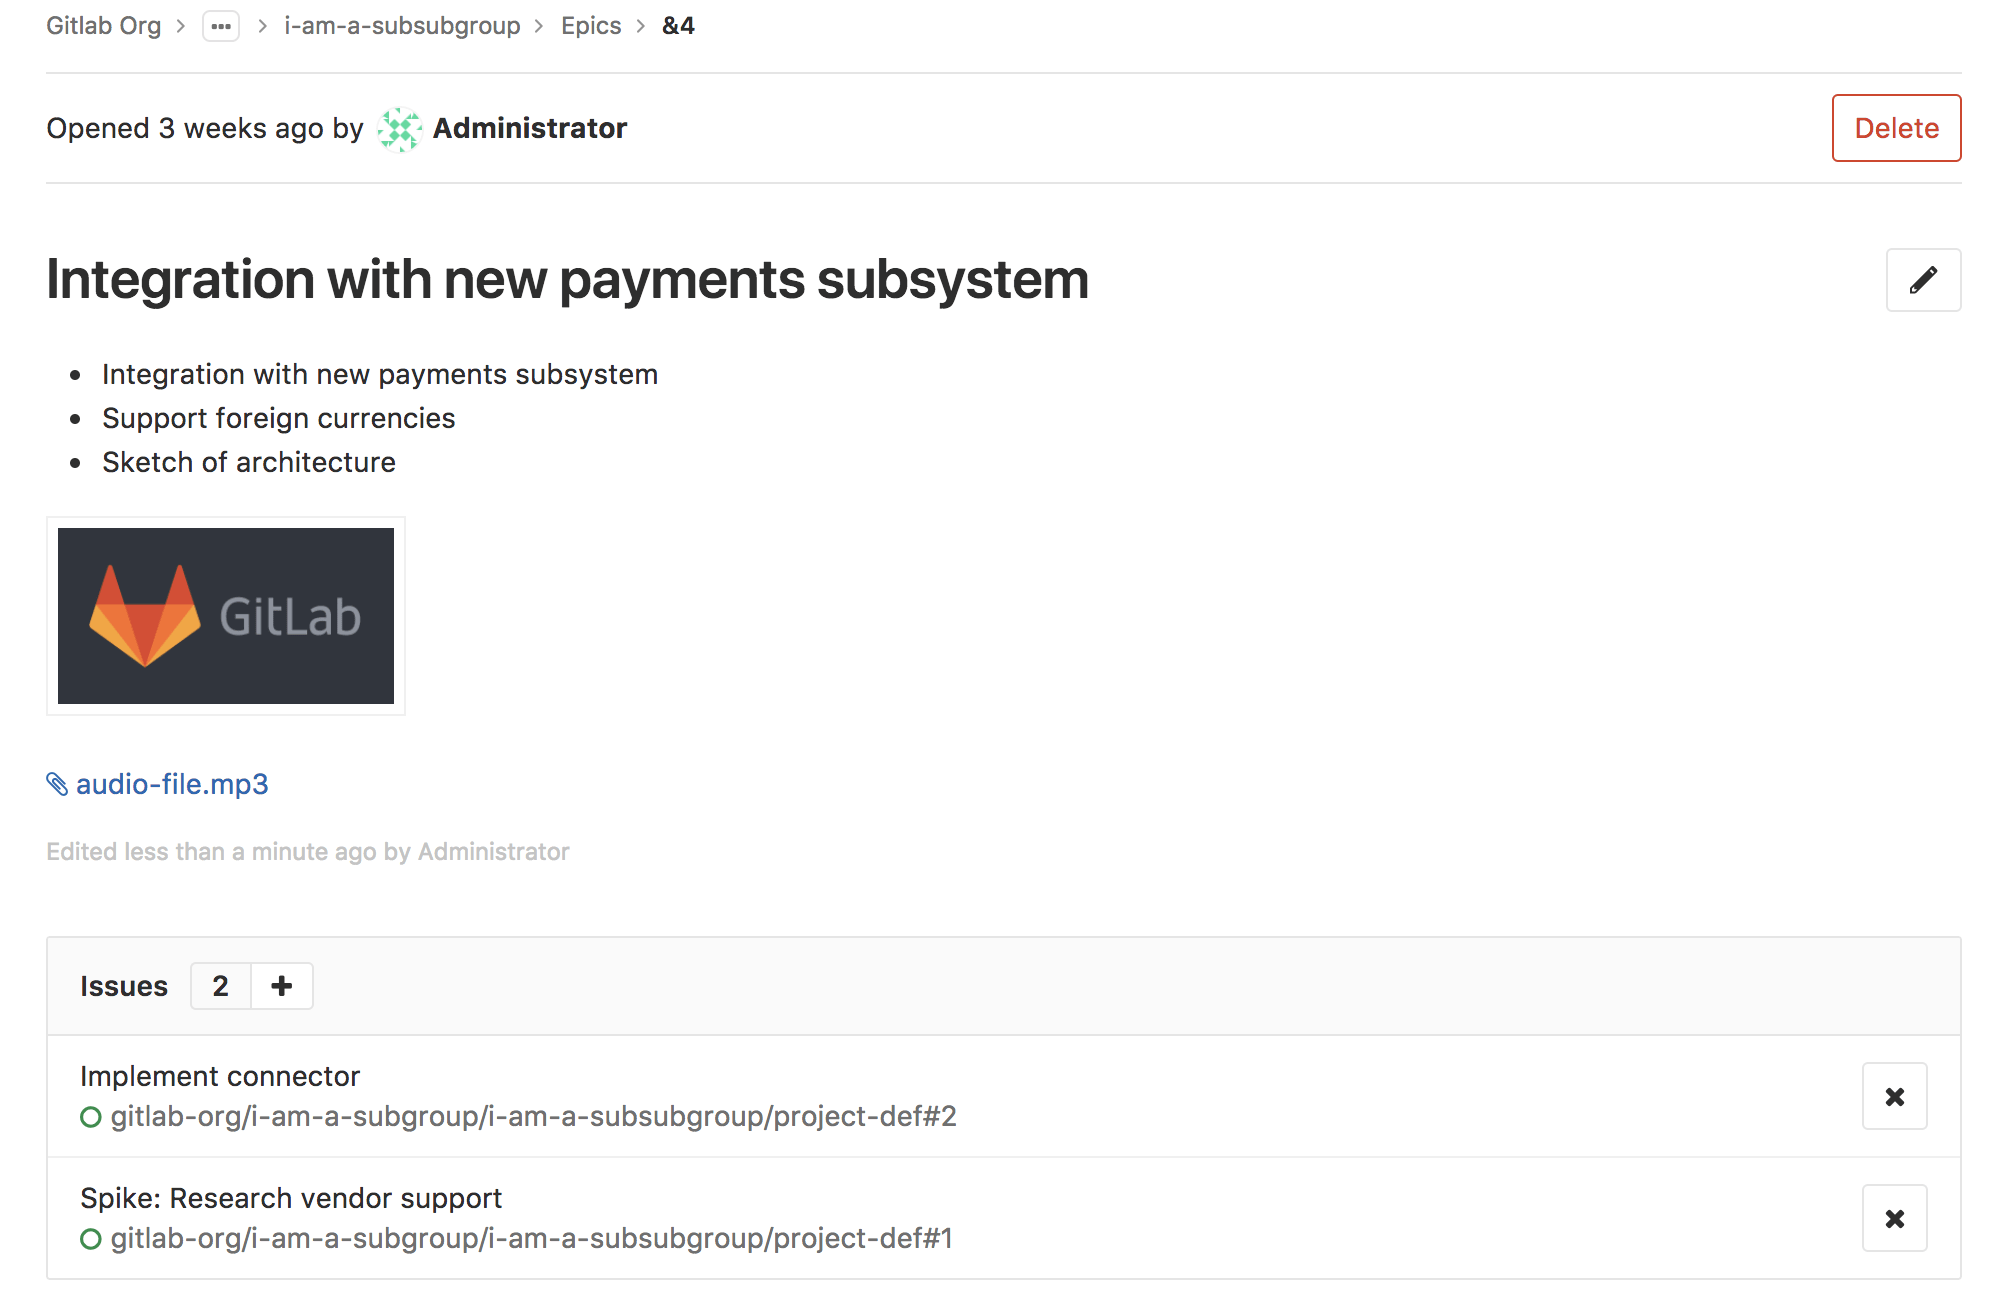 Gitlab Org > ... > i-am-a-subsubgroup > Epics > &4
Opened 3 weeks ago by Administrator
Delete
Integration with new payments subsystem
• Integration with new payments subsystem
• Support foreign currencies
• Sketch of architecture
GitLab
audio-file.mp3
Edited less than a minute ago by Administrator
Issues 2 +
Implement connector
gitlab-org/i-am-a-subgroup/i-am-a-subsubgroup/project-def#2
Spike: Research vendor support
gitlab-org/i-am-a-subgroup/i-am-a-subsubgroup/project-def#1